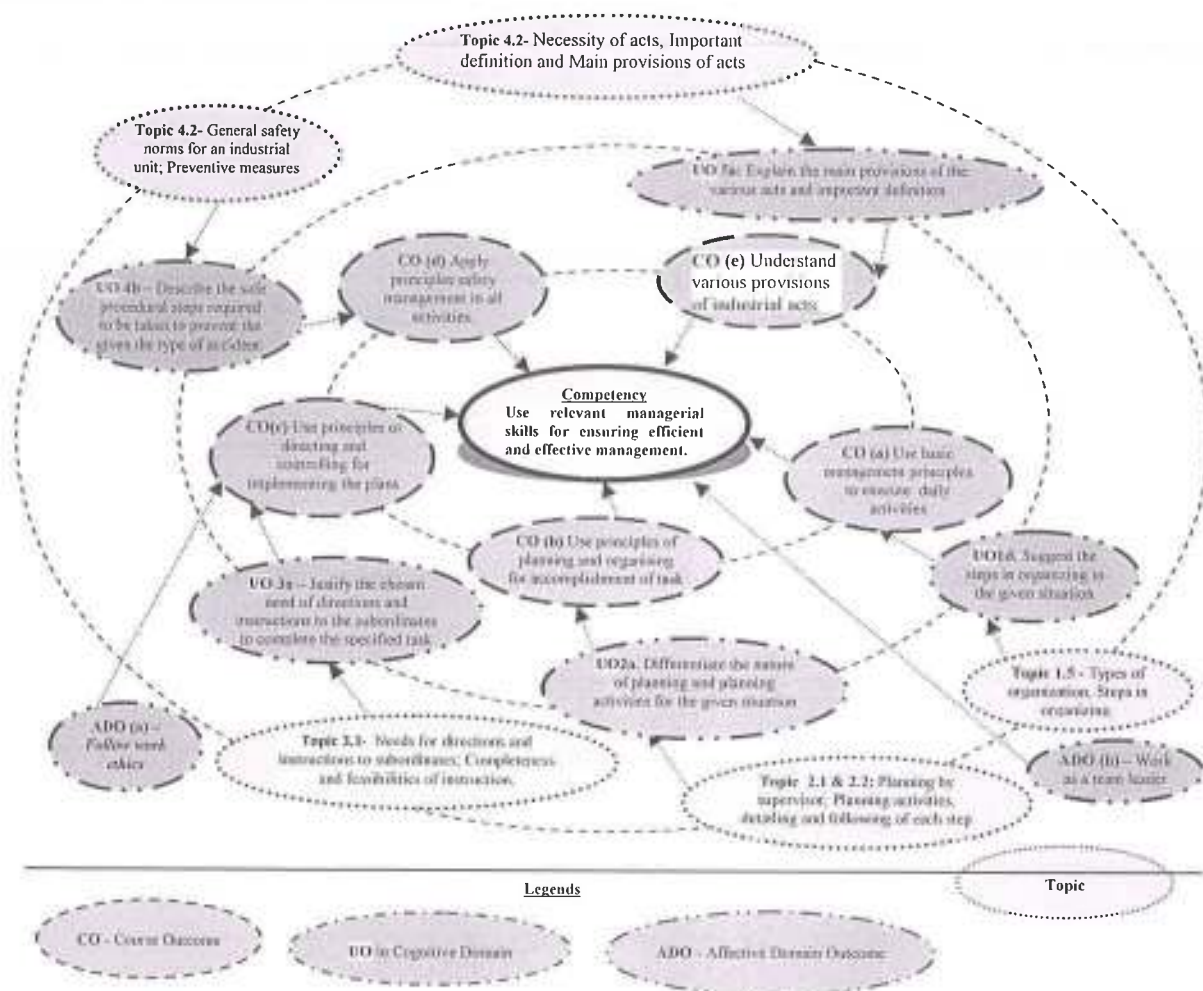 Topic 4.2- Necessity of acts, Important
definition and Main provisions of acts
Topic 4.2- General safety
norms for an industrial
unit; Preventive measures
UO 5a: Explain the main provisions of the
various acts and important definition
CO (d) Apply
principles safety
management in all
activities
CO (e) Understand
various provisions
of industrial acts
UO 4b – Describe the safe
procedural steps required
to be taken to prevent the
given the type of accident
Competency
Use relevant managerial
skills for ensuring efficient
and effective management.
CO(c) Use principles of
directing and
controlling for
implementing the plans
CO (a) Use basic
management principles
to execute daily
activities
CO (b) Use principles of
planning and organising
for accomplishment of task
UO1d. Suggest the
steps in organizing in
the given situation
UO 3a – Justify the chosen
need of directions and
instructions to the subordinates
to complete the specified task
UO2a. Differentiate the nature
of planning and planning
activities for the given situation
Topic 1.5 - Types of
organization, Steps in
organizing
ADO (a) –
Follow work
ethics
Topic 3.1- Needs for directions and
instructions to subordinates; Completeness
and feasibilities of instruction.
Topic 2.1 & 2.2: Planning by
supervisor, Planning activities,
detailing and following of each step
ADO (b) – Work
as a team leader
Legends
Topic
CO - Course Outcome
UO in Cognitive Domain
ADO - Affective Domain Outcome